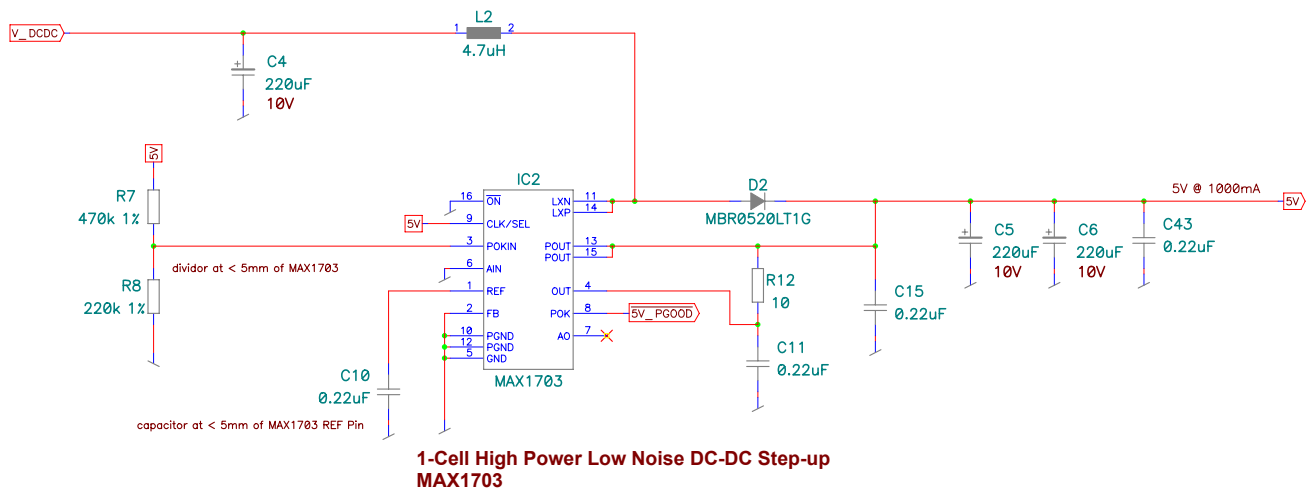 V_DCDC
1
L2
2
4.7uH
+
C4
220uF
10V
5V
R7
470k 1%
dividor at < 5mm of MAX1703
R8
220k 1%
5V
IC2
16 ON LXN 11
LXP 14
9 CLK/SEL
3 POKIN POUT 13
POUT 15
6 AIN
1 REF OUT 4
2 FB POK 8
10 PGND AO 7
12 PGND
5 GND
MAX1703
C10
0.22uF
capacitor at < 5mm of MAX1703 REF Pin
D2
MBR0520LT1G
R12
10
5V_PGOOD
C11
0.22uF
C15
0.22uF
5V @ 1000mA
5V
+
C5
220uF
10V
+
C6
220uF
10V
C43
0.22uF
1-Cell High Power Low Noise DC-DC Step-up
MAX1703